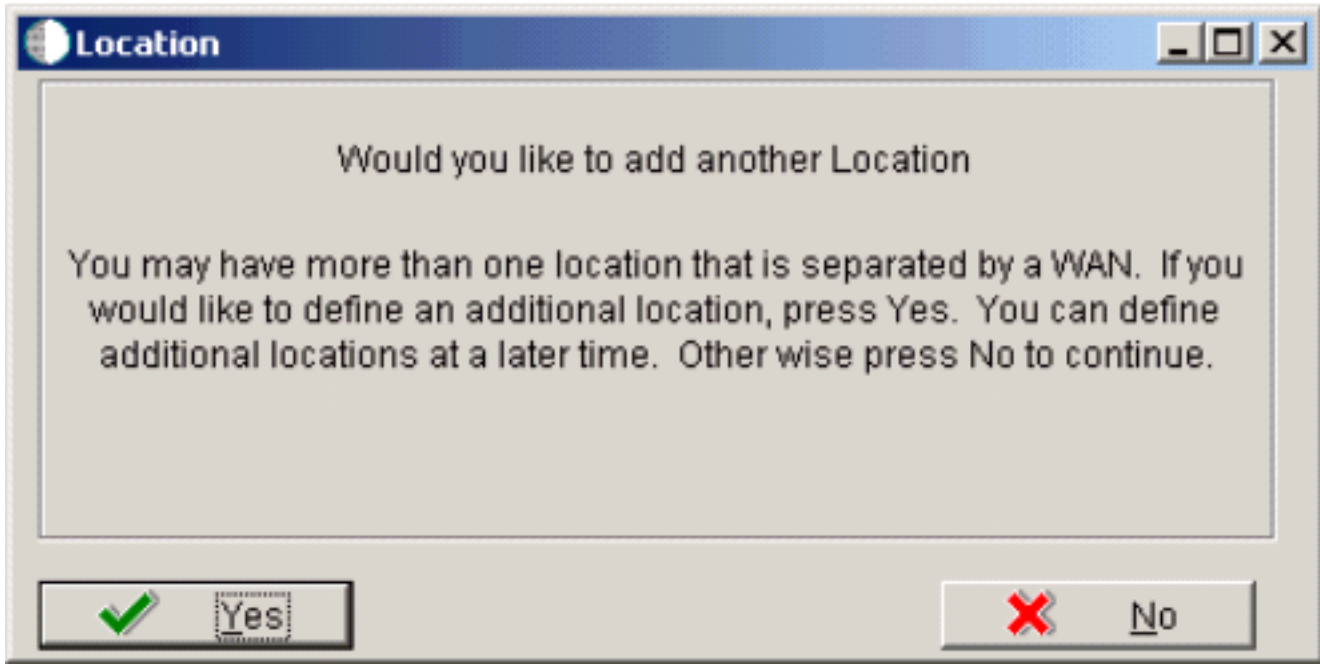 Location
Would you like to add another Location
You may have more than one location that is separated by a WAN.  If you
would like to define an additional location, press Yes.  You can define
additional locations at a later time.  Other wise press No to continue.
Yes
No